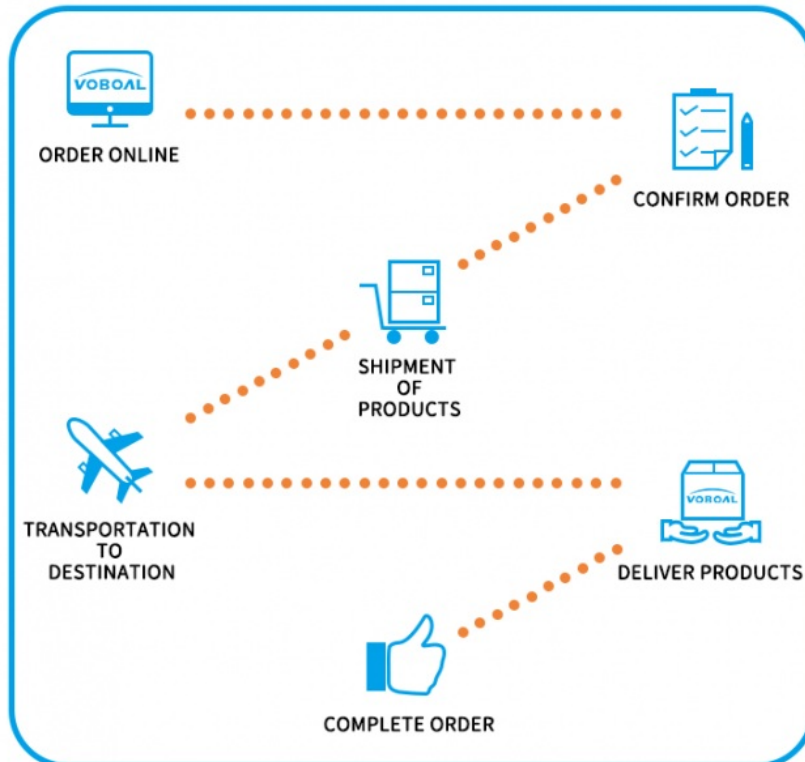 VOBOAL
ORDER ONLINE
CONFIRM ORDER
SHIPMENT
OF
PRODUCTS
TRANSPORTATION
TO
DESTINATION
VOBOAL
DELIVER PRODUCTS
COMPLETE ORDER